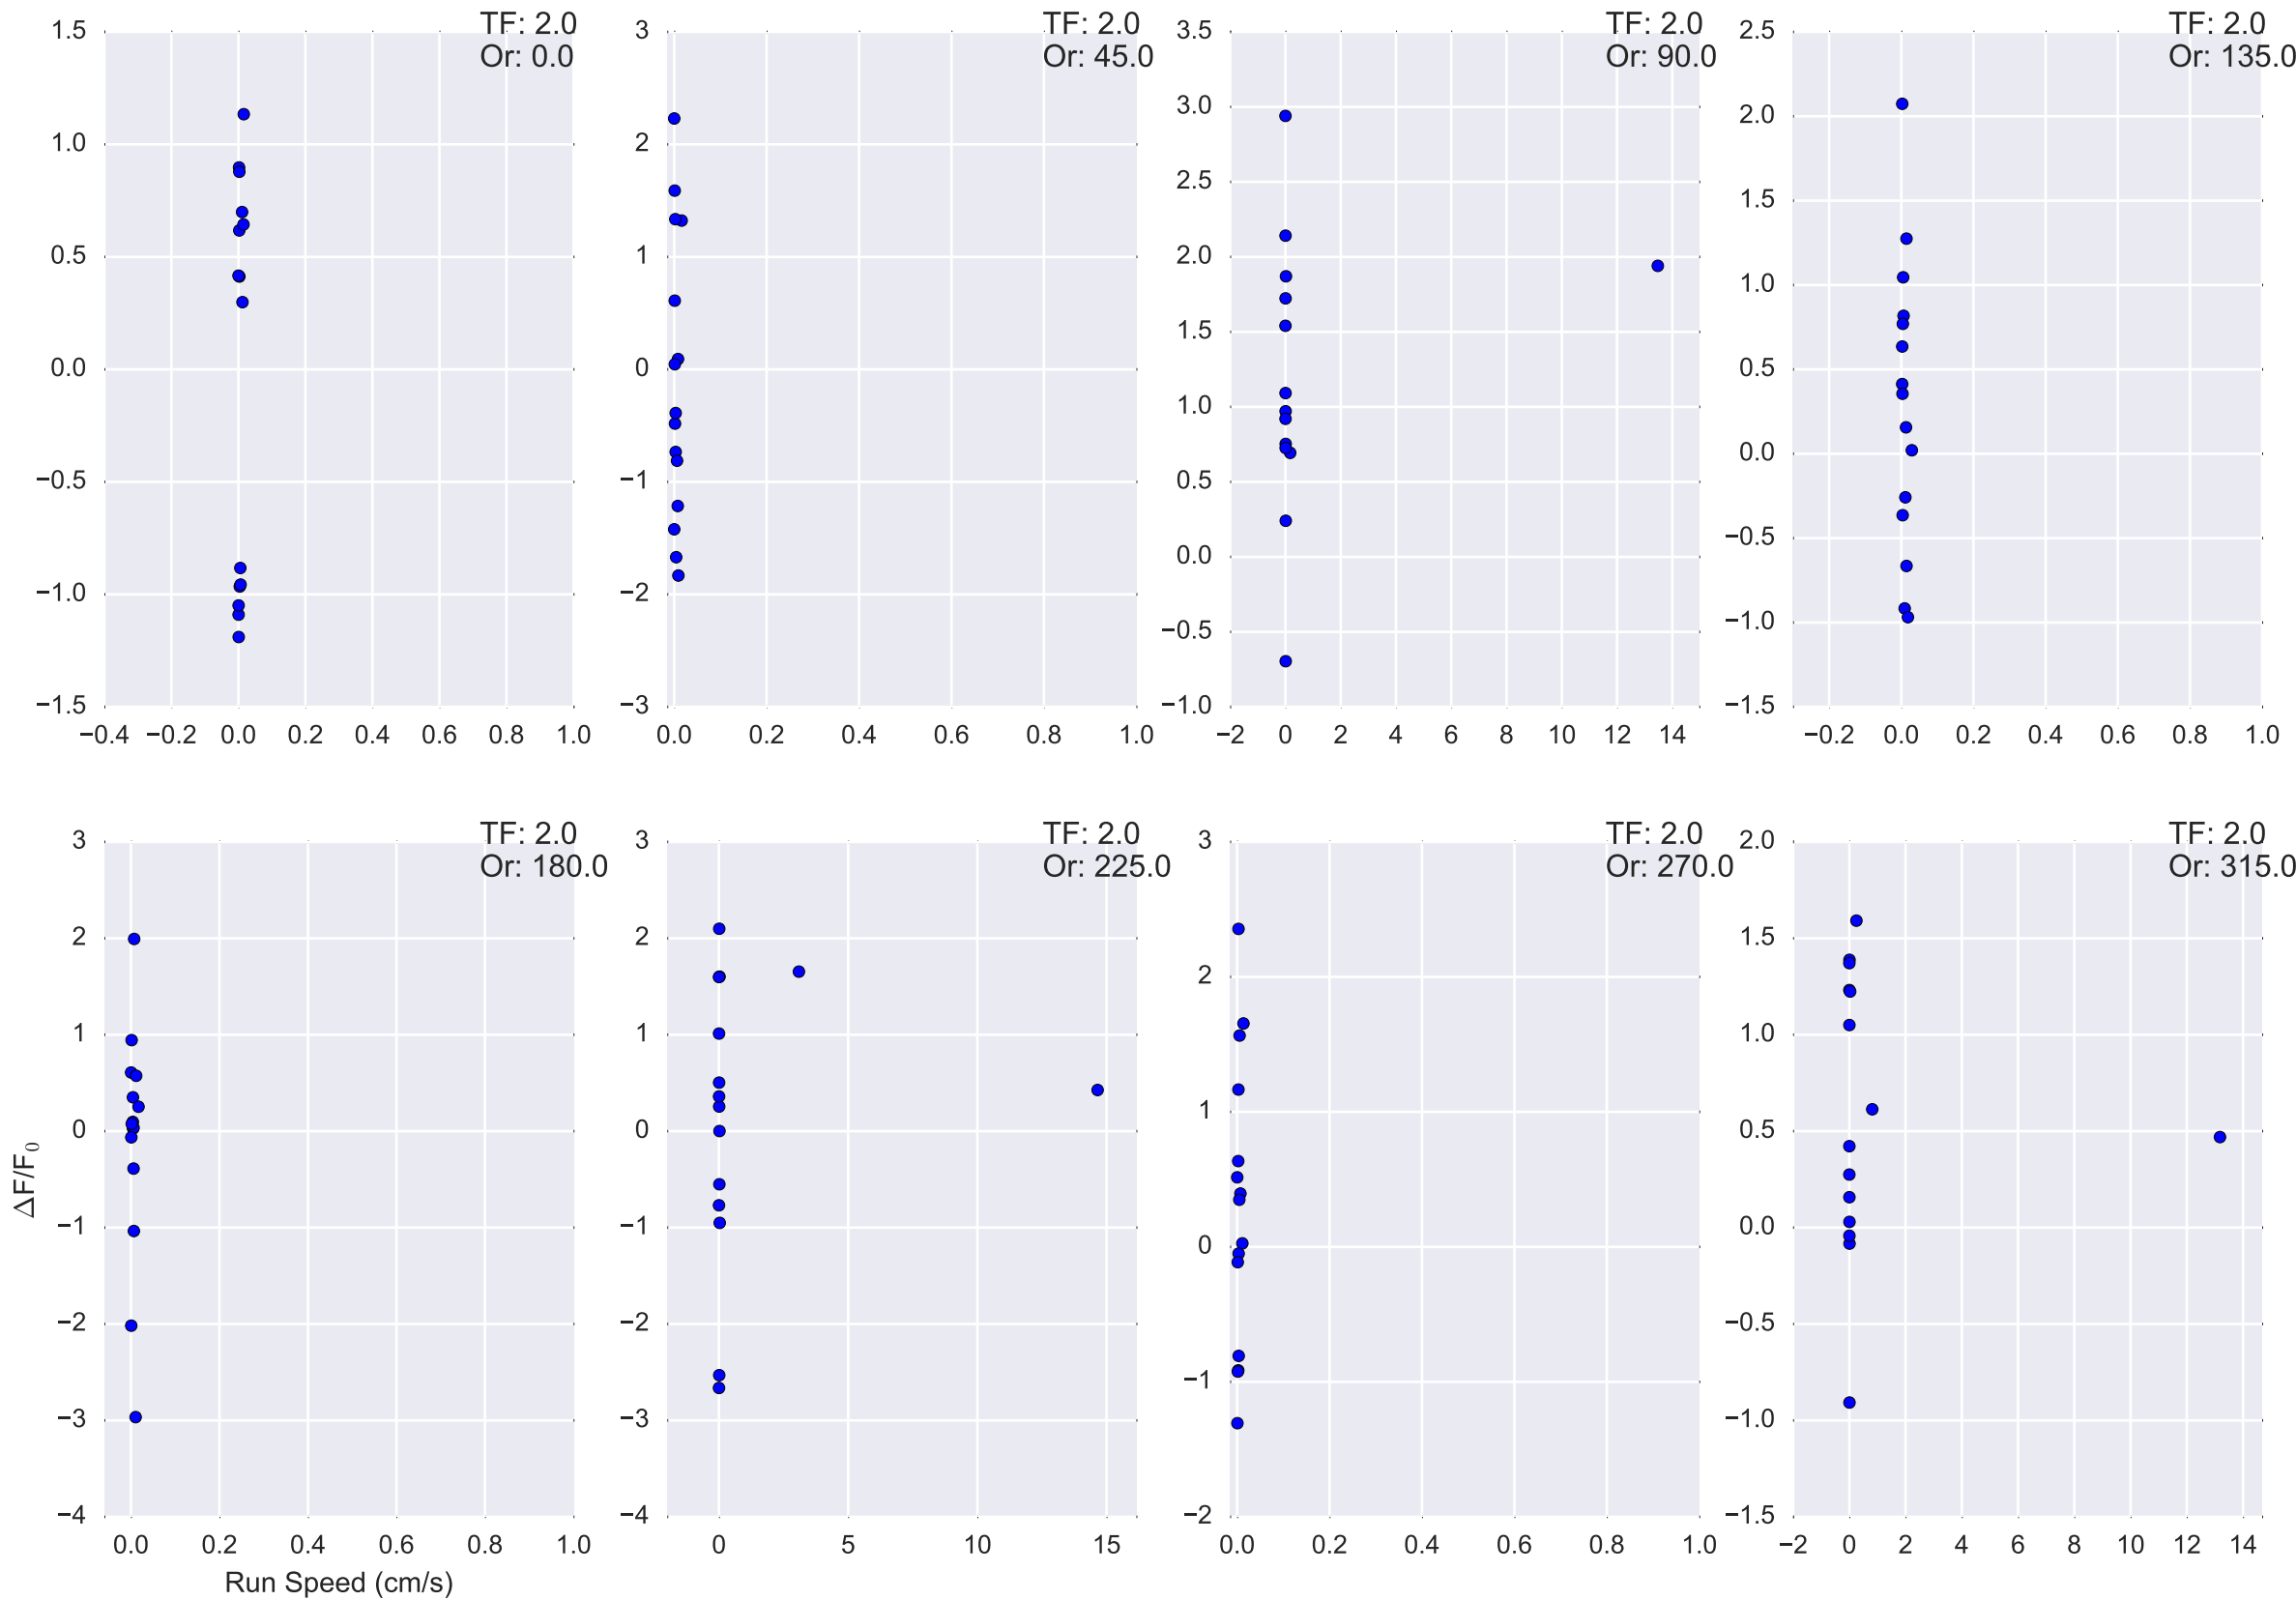 TF: 2.0
Or: 0.0
1.5
1.0
0.5
0.0
−0.5
−1.0
−1.5
−0.4 −0.2 0.0 0.2 0.4 0.6 0.8 1.0
TF: 2.0
Or: 45.0
3
2
1
0
−1
−2
−3
0.0 0.2 0.4 0.6 0.8 1.0
TF: 2.0
Or: 90.0
3.5
3.0
2.5
2.0
1.5
1.0
0.5
0.0
−0.5
−1.0
−2 0 2 4 6 8 10 12 14
TF: 2.0
Or: 135.0
2.5
2.0
1.5
1.0
0.5
0.0
−0.5
−1.0
−1.5
−0.2 0.0 0.2 0.4 0.6 0.8 1.0
TF: 2.0
Or: 180.0
3
2
1
0
−1
−2
−3
−4
ΔF/F₀
0.0 0.2 0.4 0.6 0.8 1.0
Run Speed (cm/s)
TF: 2.0
Or: 225.0
3
2
1
0
−1
−2
−3
−4
0 5 10 15
TF: 2.0
Or: 270.0
3
2
1
0
−1
−2
0.0 0.2 0.4 0.6 0.8 1.0
TF: 2.0
Or: 315.0
2.0
1.5
1.0
0.5
0.0
−0.5
−1.0
−1.5
−2 0 2 4 6 8 10 12 14